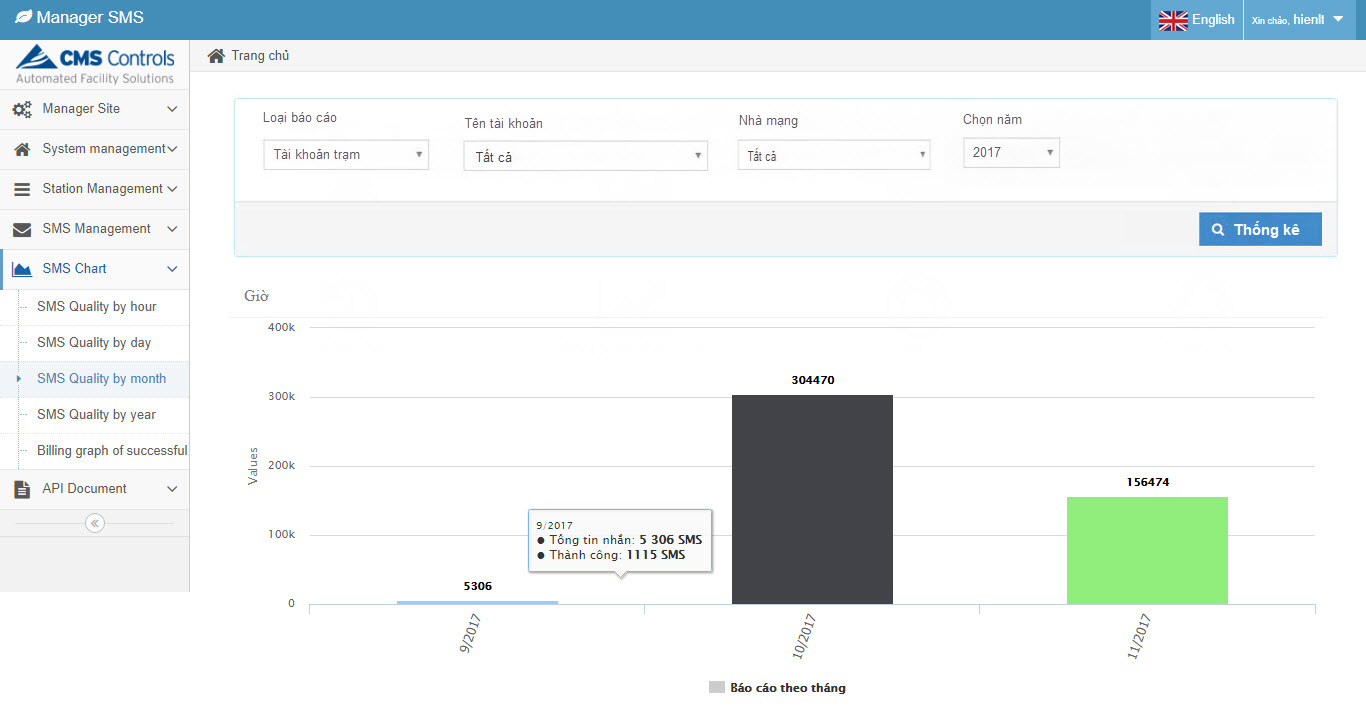 Manager SMS
English
Xin chào, hienlt
CMS Controls
Automated Facility Solutions
Trang chủ
Manager Site
System management
Station Management
SMS Management
SMS Chart
SMS Quality by hour
SMS Quality by day
SMS Quality by month
SMS Quality by year
Billing graph of successful
API Document
Loại báo cáo
Tên tài khoản
Nhà mạng
Chọn năm
Tài khoản trạm
Tất cả
Tất cả
2017
Thống kê
Giờ
400k
300k
200k
100k
0
Values
5306
304470
156474
9/2017
Tổng tin nhắn: 5 306 SMS
Thành công: 1115 SMS
9/2017
10/2017
11/2017
Báo cáo theo tháng